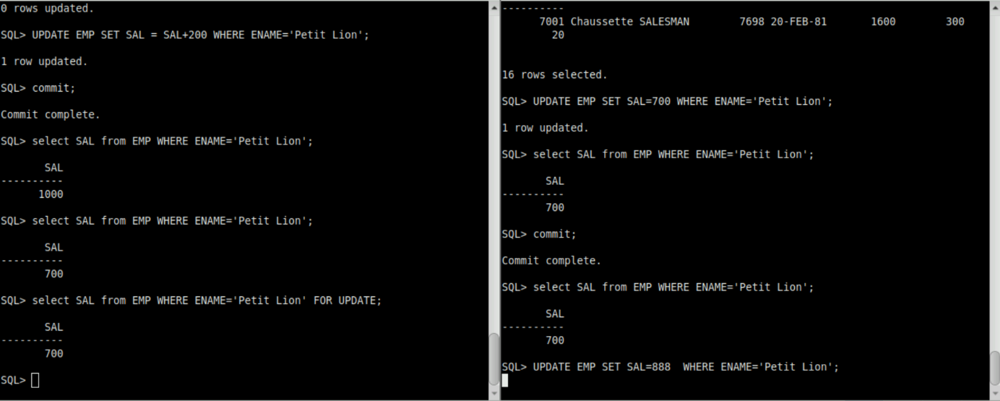 0 rows updated.
SQL> UPDATE EMP SET SAL = SAL+200 WHERE ENAME='Petit Lion';
1 row updated.
SQL> commit;
Commit complete.
SQL> select SAL from EMP WHERE ENAME='Petit Lion';
SAL
----------
1000
SQL> select SAL from EMP WHERE ENAME='Petit Lion';
SAL
----------
700
SQL> select SAL from EMP WHERE ENAME='Petit Lion' FOR UPDATE;
SAL
----------
700
SQL>
----------
7001 Chaussette SALESMAN 7698 20-FEB-81 1600 300
20
16 rows selected.
SQL> UPDATE EMP SET SAL=700 WHERE ENAME='Petit Lion';
1 row updated.
SQL> select SAL from EMP WHERE ENAME='Petit Lion';
SAL
----------
700
SQL> commit;
Commit complete.
SQL> select SAL from EMP WHERE ENAME='Petit Lion';
SAL
----------
700
SQL> UPDATE EMP SET SAL=888  WHERE ENAME='Petit Lion';